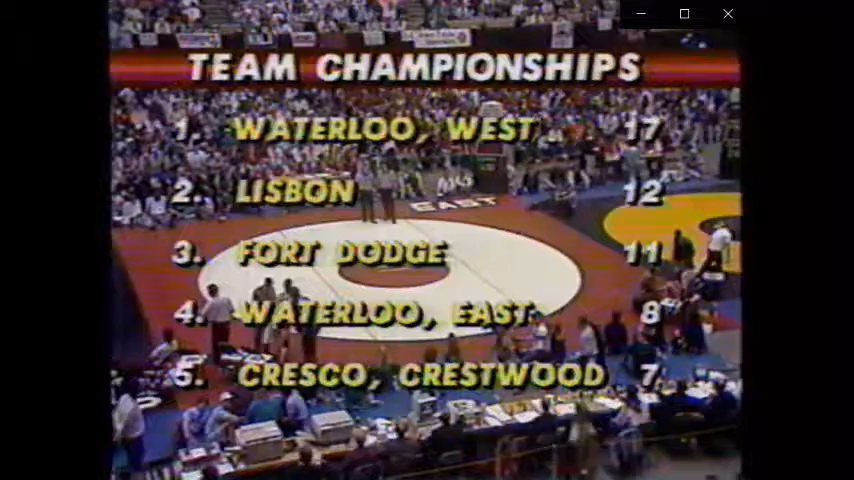 TEAM CHAMPIONSHIPS
1. WATERLOO, WEST 17
2. LISBON 12
EAST
3. FORT DODGE 11
4. WATERLOO, EAST 8
5. CRESCO, CRESTWOOD 7